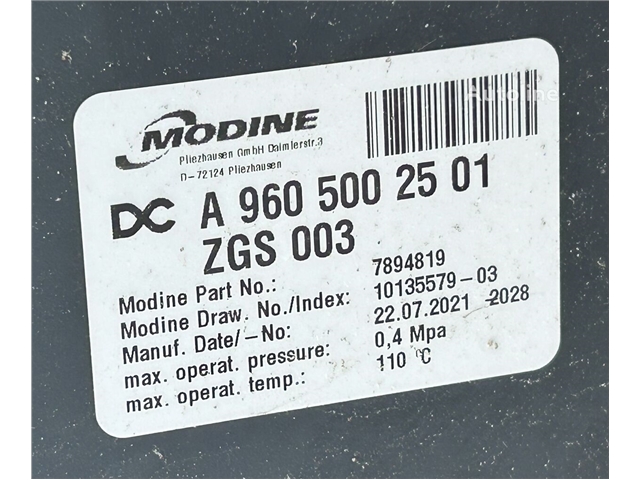 MODINE
Pliezhausen GmbH Daimlerstr.3
D-72124 Pliezhausen
Autoline
DC A 960 500 25 01
ZGS 003
Modine Part No.: 7894819
Modine Draw. No./Index: 10135579-03
Manuf. Date/-No: 22.07.2021 -2028
max. operat. pressure: 0,4 Mpa
max. operat. temp.: 110 °C